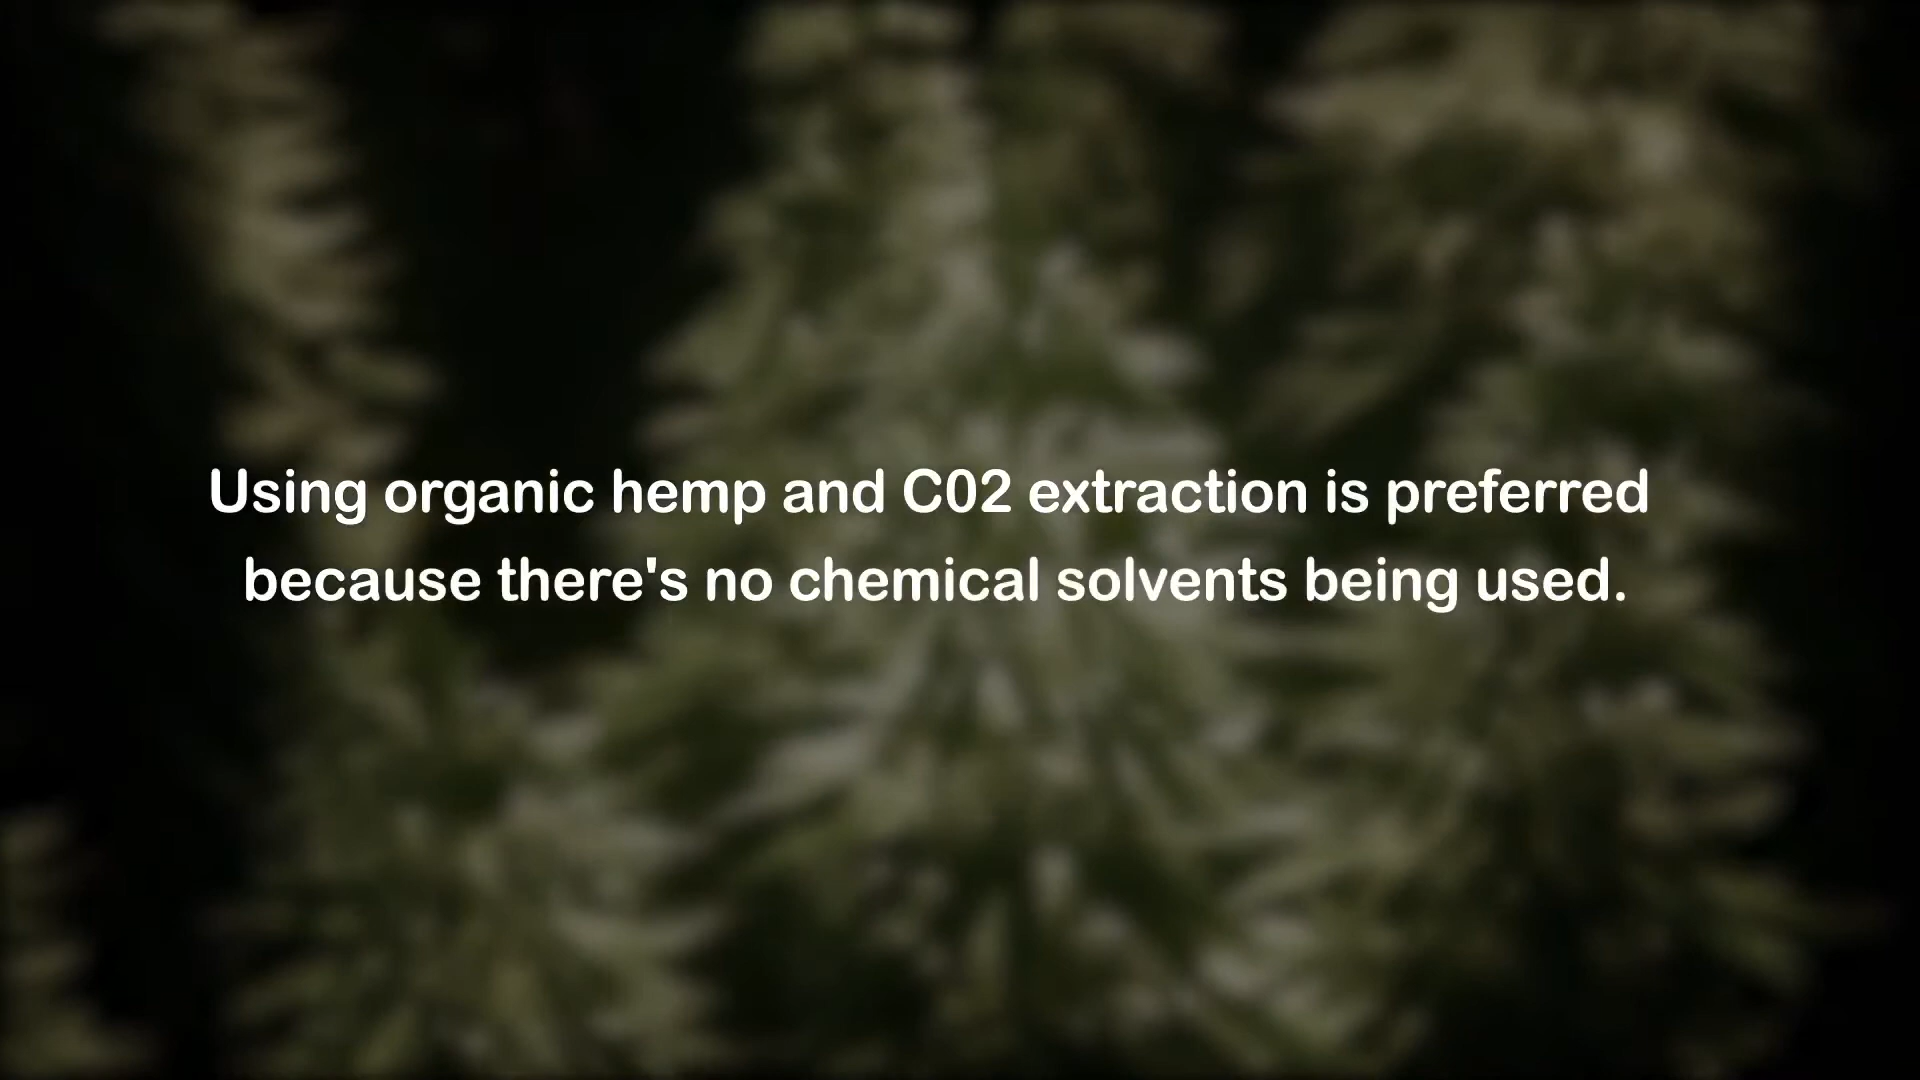 Using organic hemp and C02 extraction is preferred
because there's no chemical solvents being used.